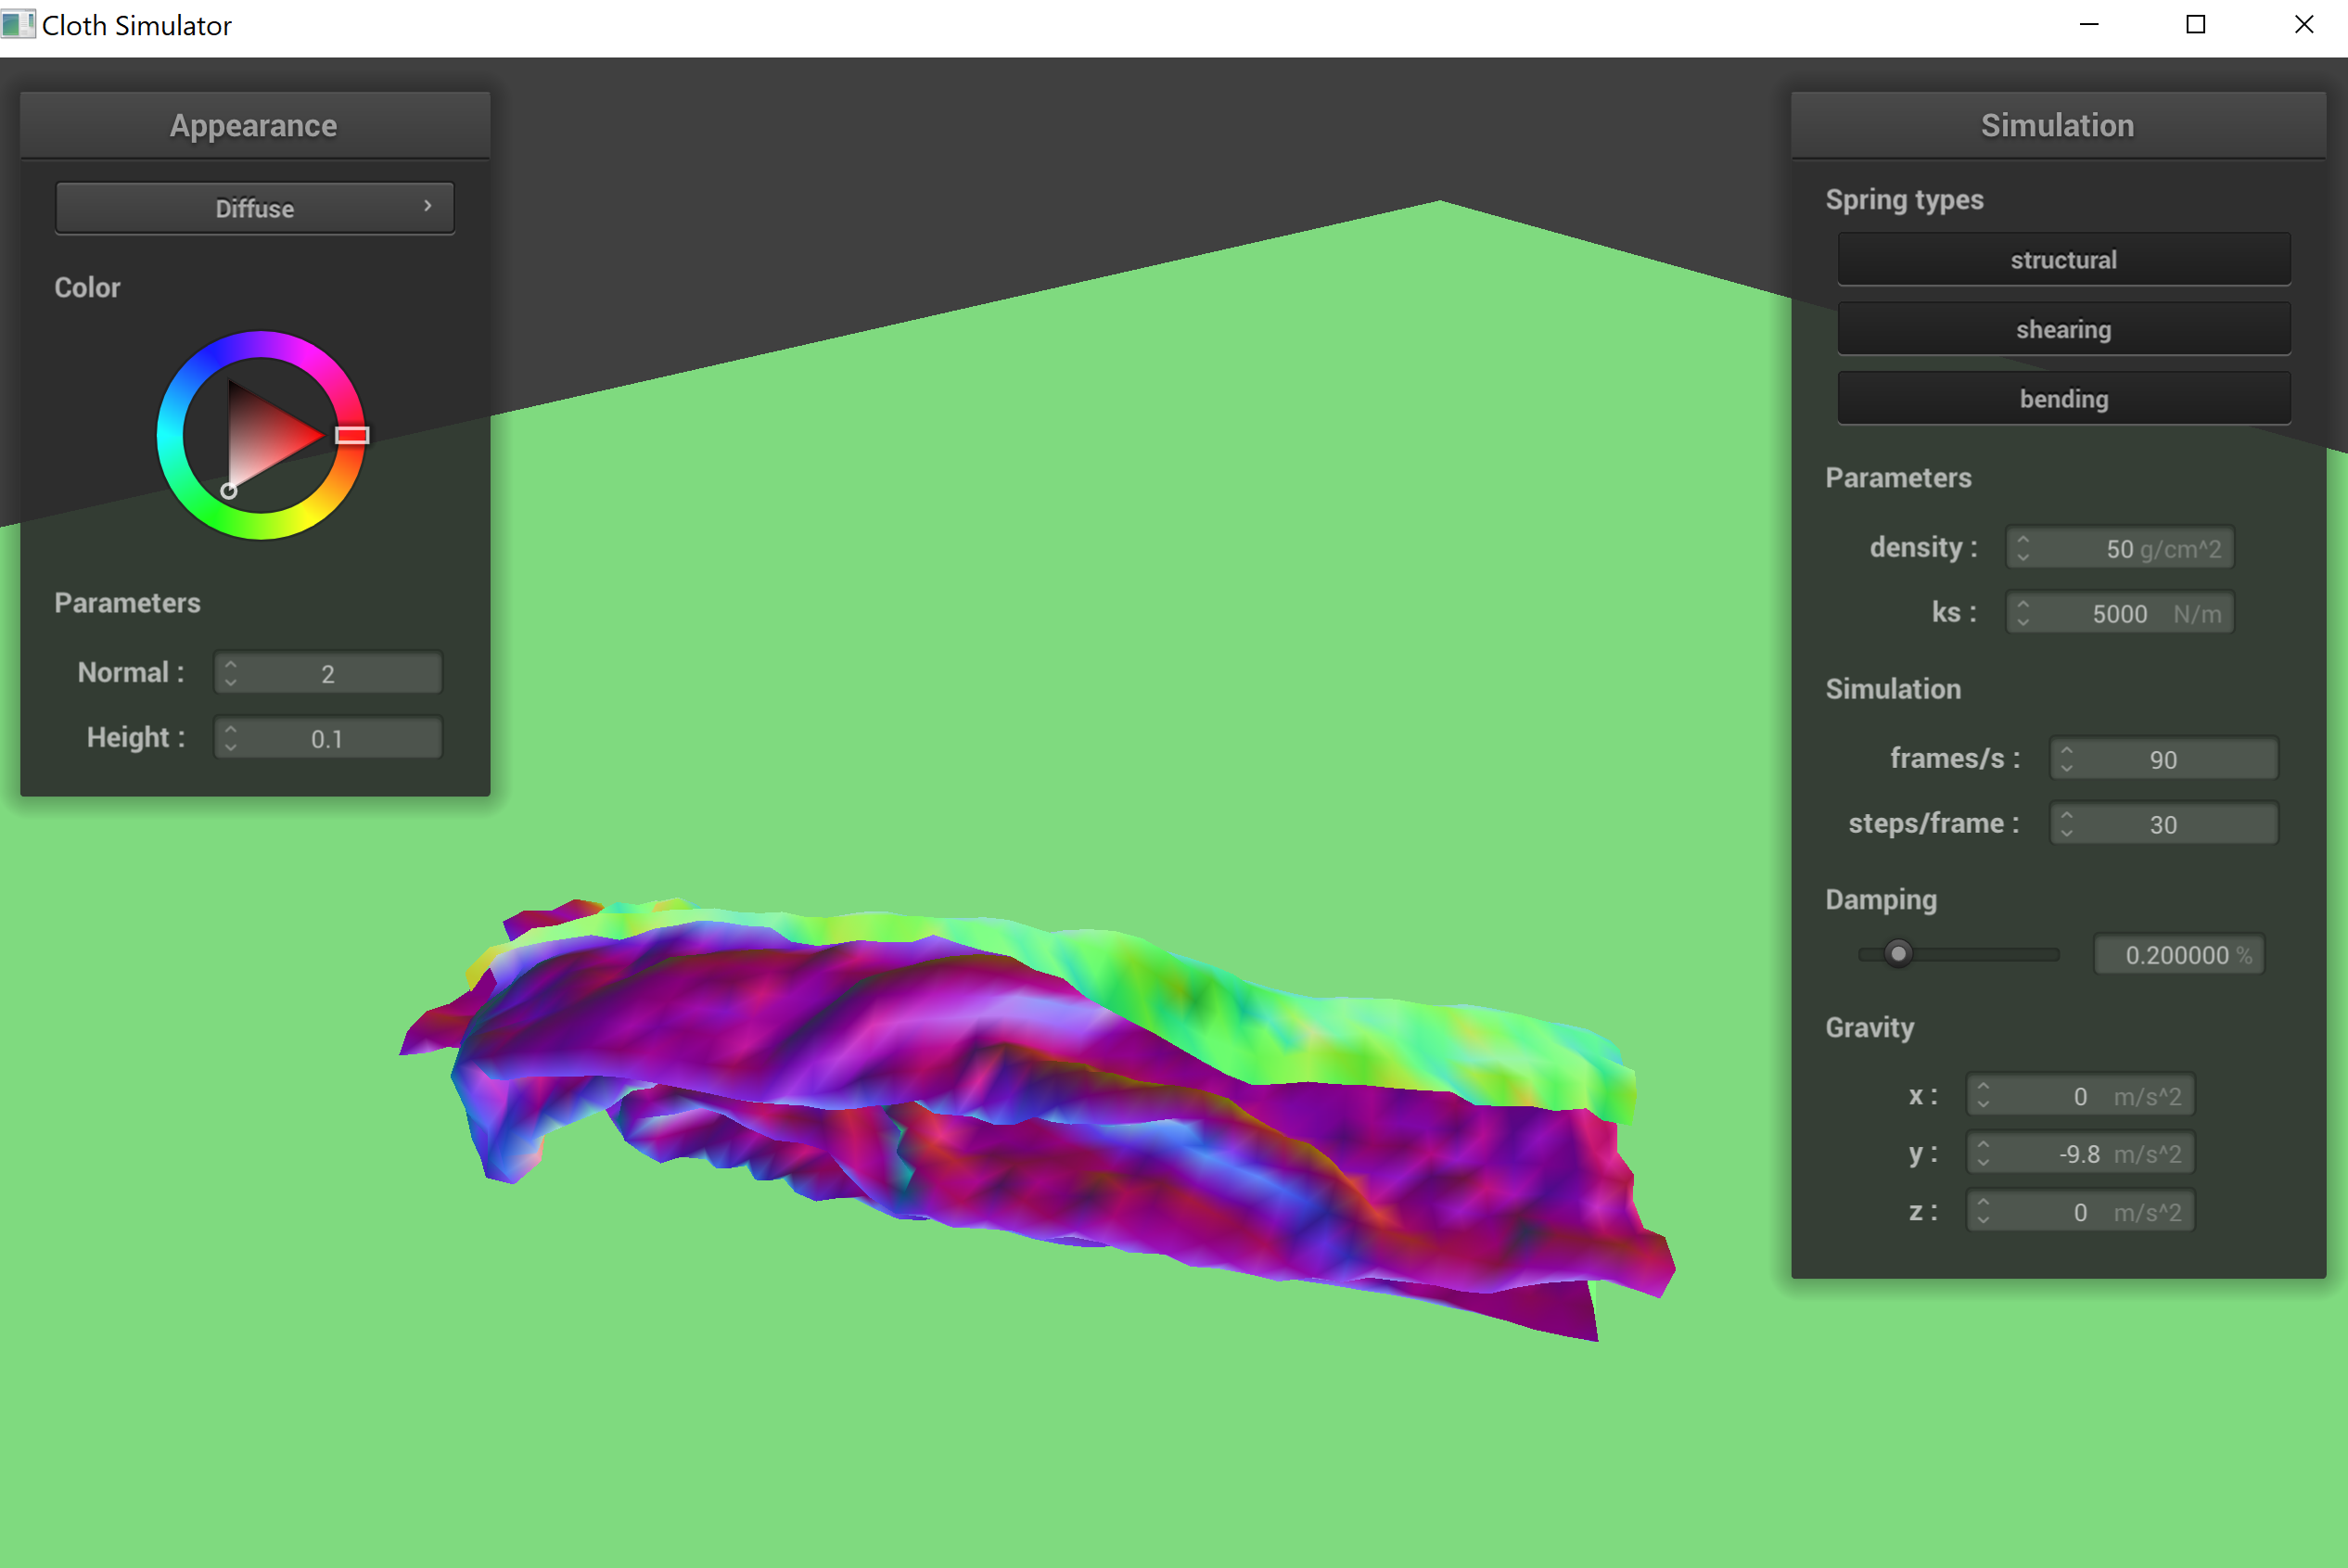 Cloth Simulator
Appearance
Diffuse
Color
Parameters
Normal : 2
Height : 0.1
Simulation
Spring types
structural
shearing
bending
Parameters
density : 50 g/cm^2
ks : 5000 N/m
Simulation
frames/s : 90
steps/frame : 30
Damping
0.200000 %
Gravity
x : 0 m/s^2
y : -9.8 m/s^2
z : 0 m/s^2